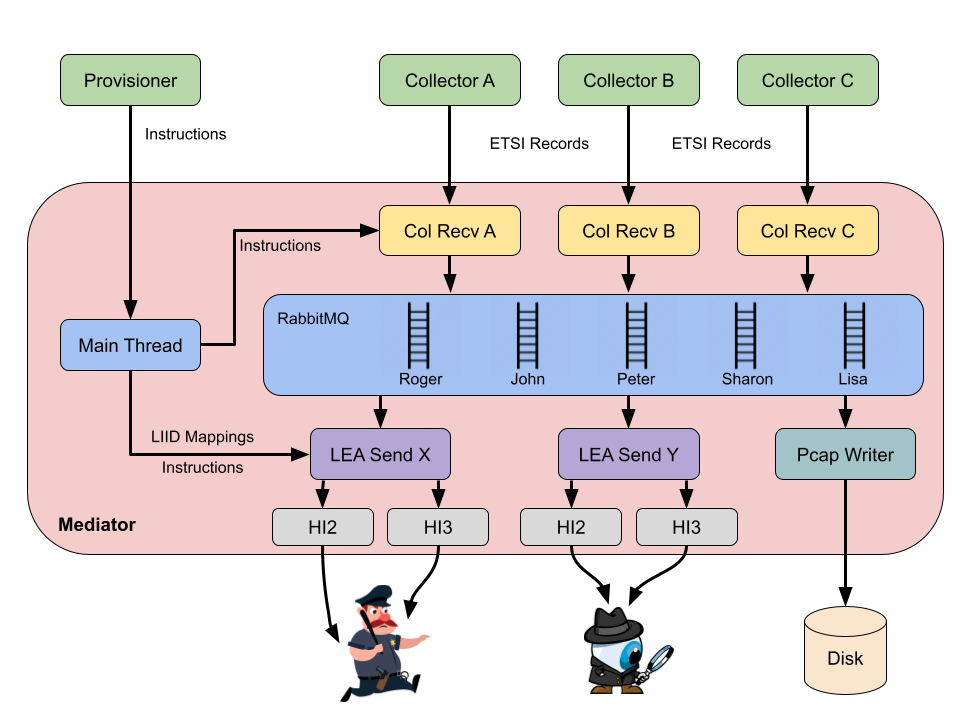 Provisioner
Collector A
Collector B
Collector C
Instructions
ETSI Records
ETSI Records
Col Recv A
Col Recv B
Col Recv C
Instructions
RabbitMQ
Main Thread
Roger
John
Peter
Sharon
Lisa
LIID Mappings
Instructions
LEA Send X
LEA Send Y
Pcap Writer
Mediator
HI2
HI3
HI2
HI3
Disk